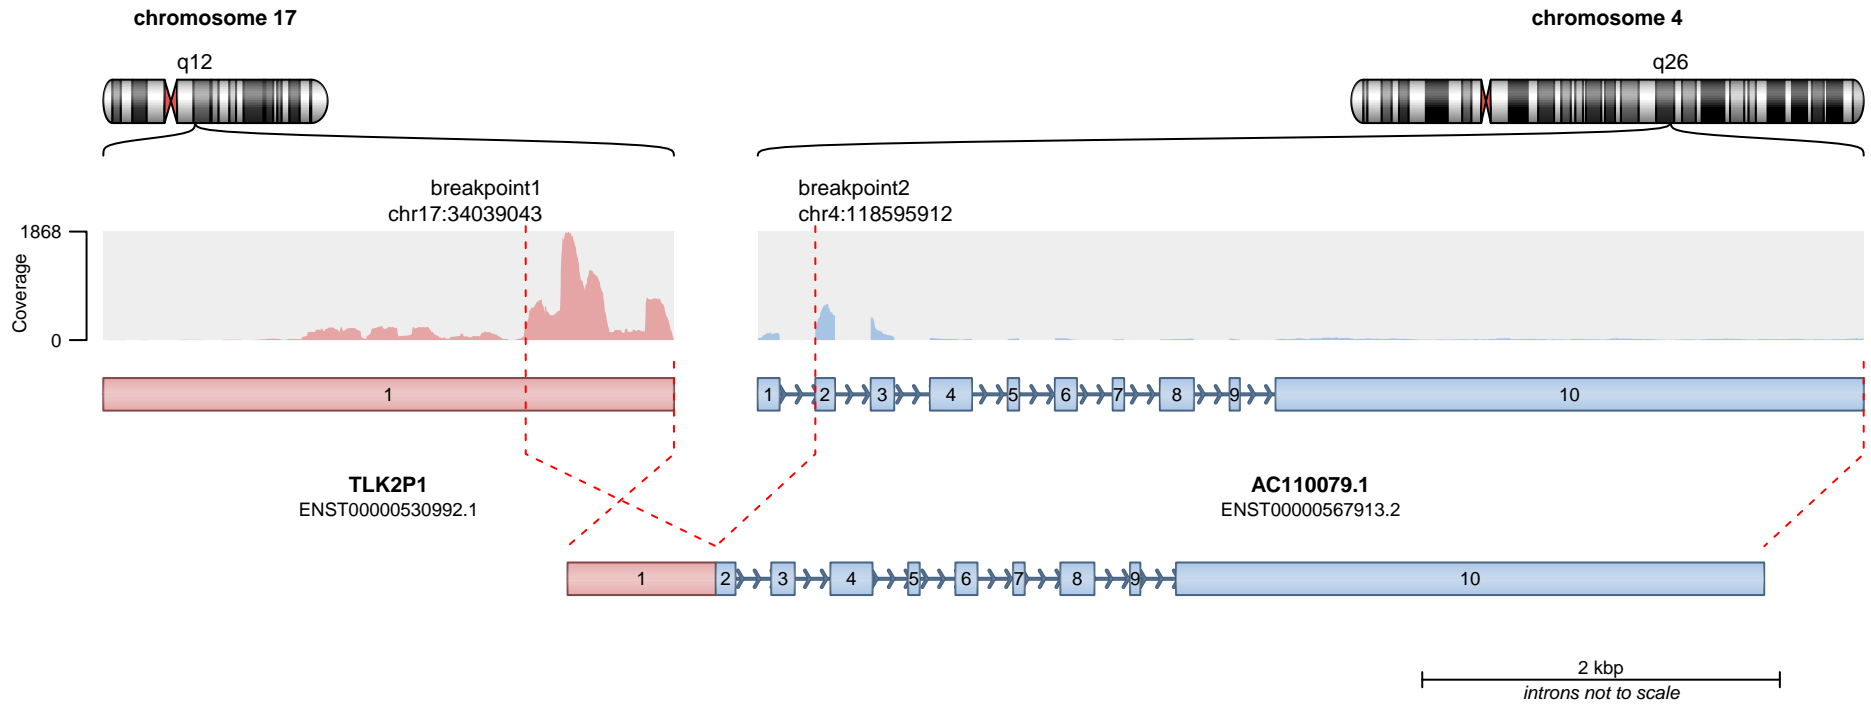 chromosome 17
chromosome 4
q12
q26
breakpoint1
chr17:34039043
breakpoint2
chr4:118595912
1868
Coverage
0
1
1 2 3 4 5 6 7 8 9 10
TLK2P1
ENST00000530992.1
AC110079.1
ENST00000567913.2
1 2 3 4 5 6 7 8 9 10
2 kbp
introns not to scale